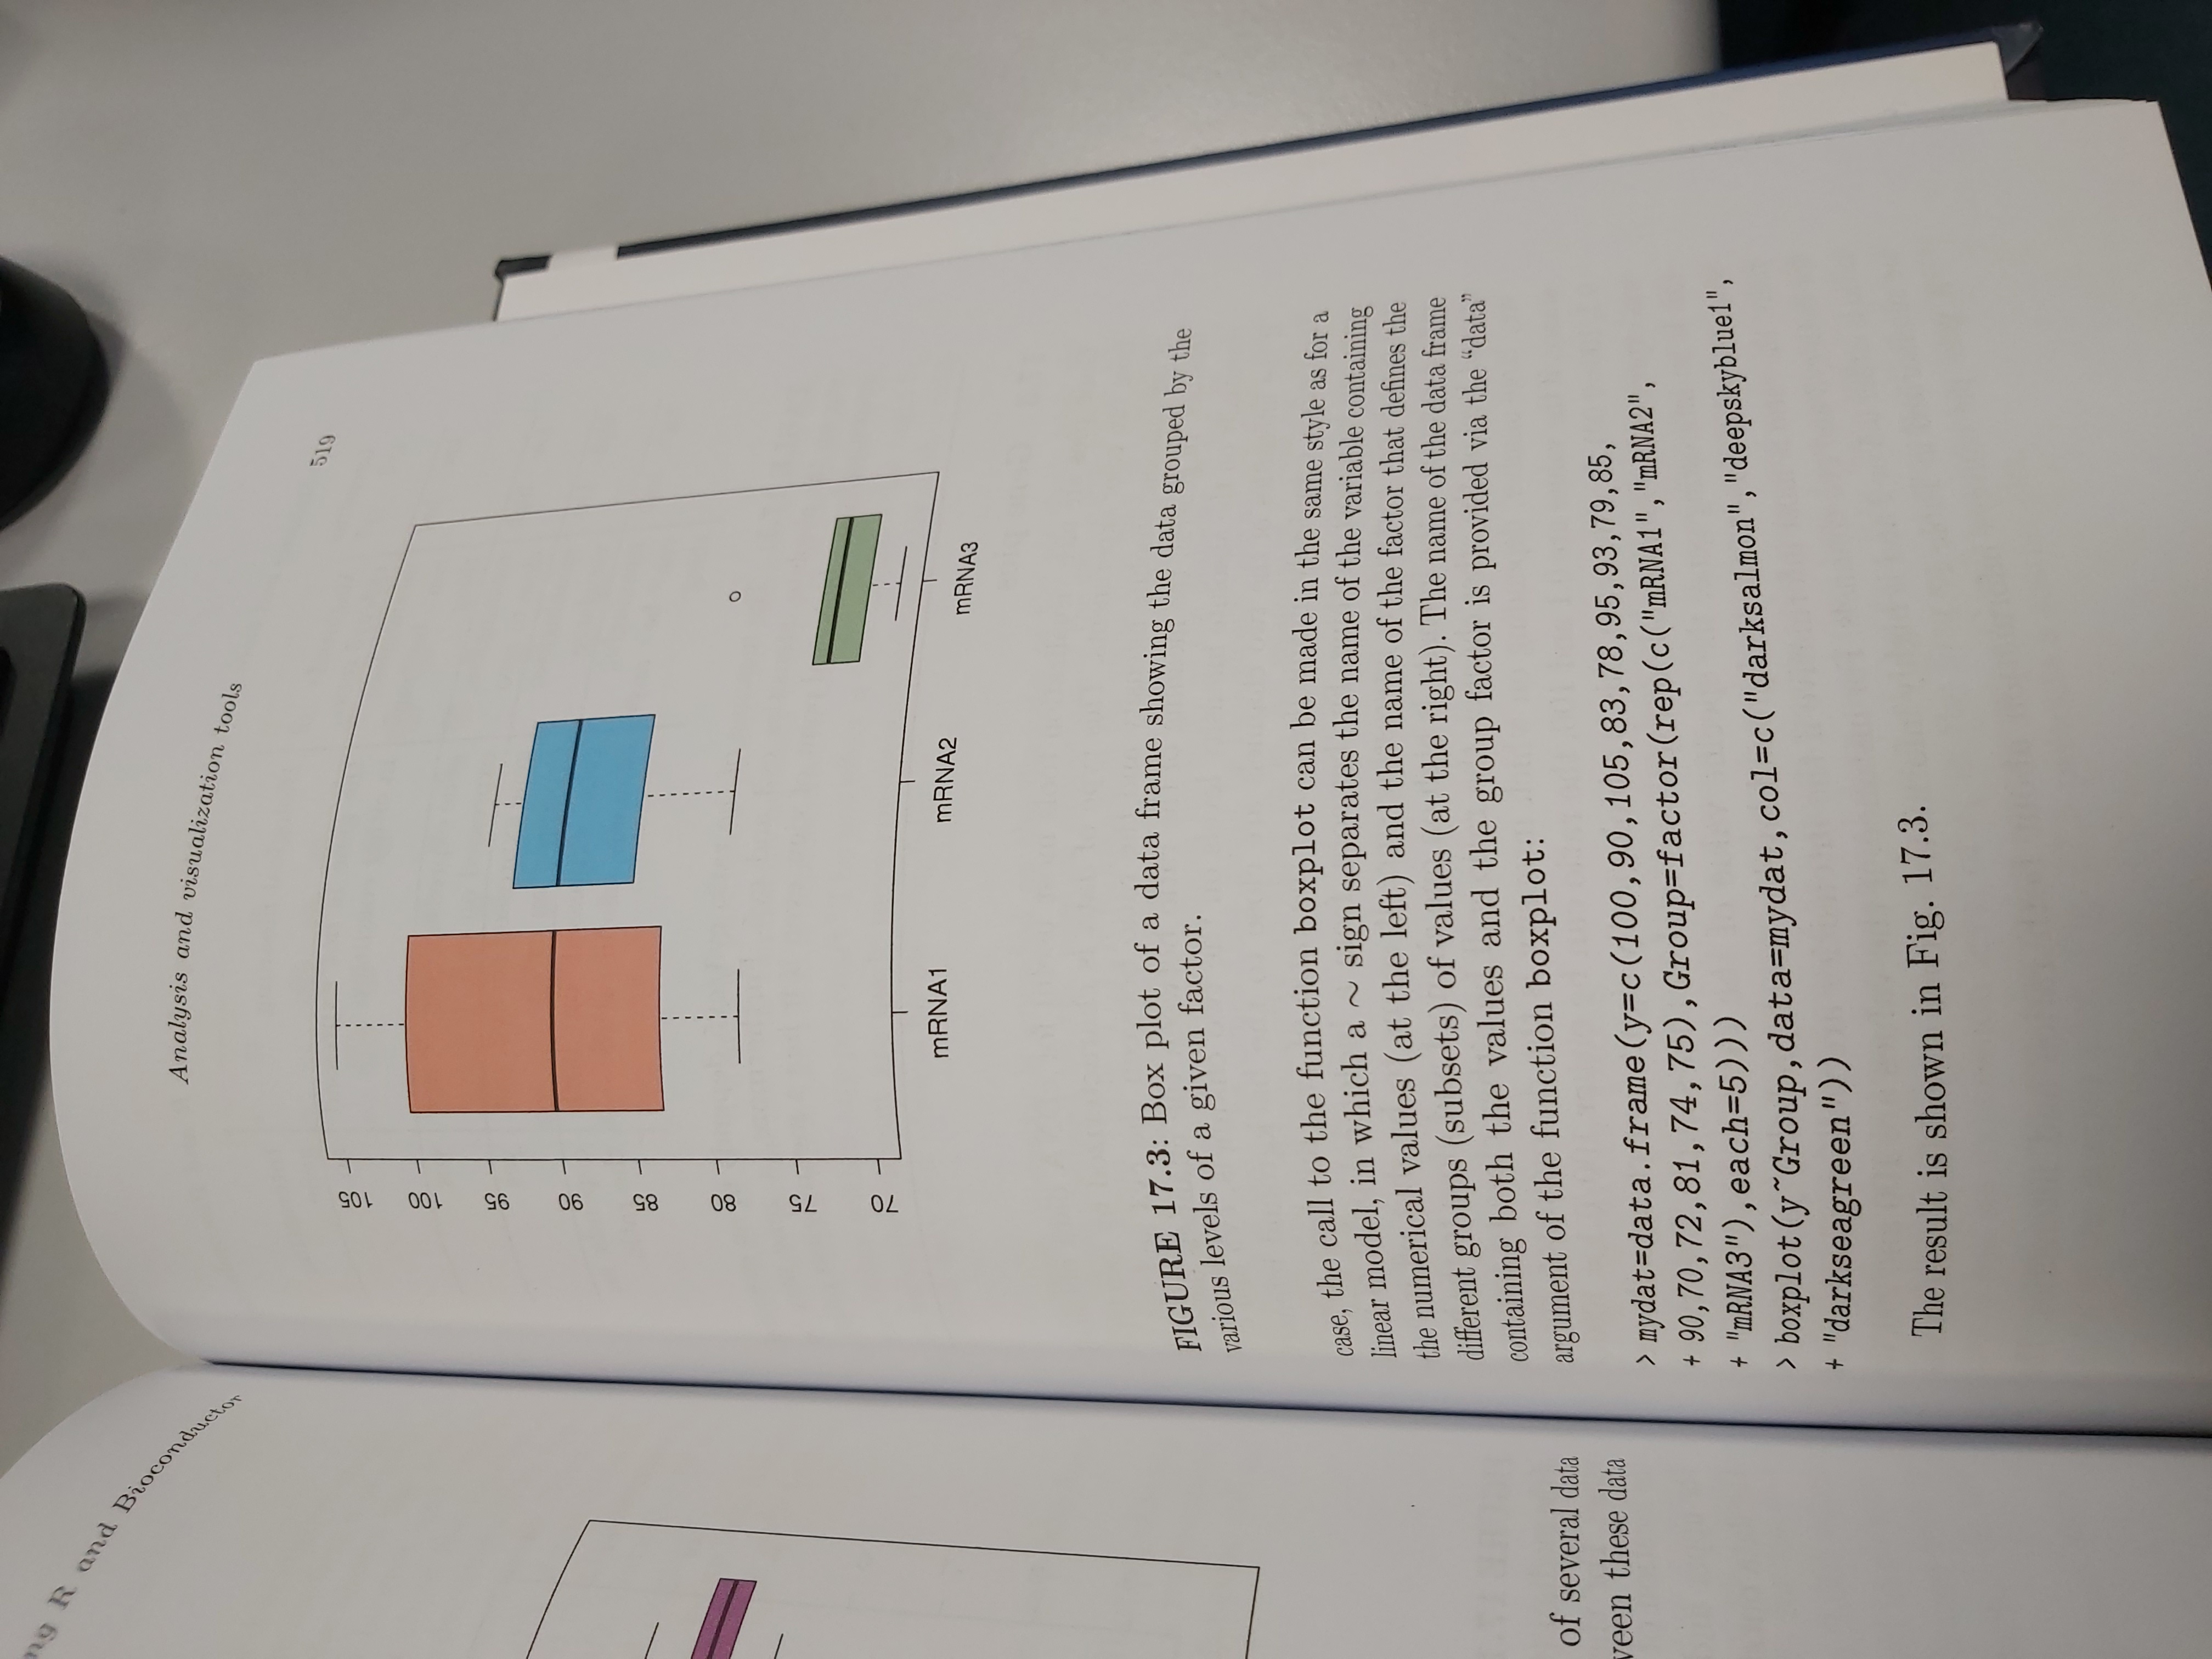 ng R and Bioconductor
of several data
these data
Analysis and visualization tools
519
105
100
95
90
85
80
75
70
mRNA1 mRNA2 mRNA3
FIGURE 17.3: Box plot of a data frame showing the data grouped by the
various levels of a given factor.
case, the call to the function boxplot can be made in the same style as for a
linear model, in which a ∼ sign separates the name of the variable containing
the numerical values (at the left) and the name of the factor that defines the
different groups (subsets) of values (at the right). The name of the data frame
containing both the values and the group factor is provided via the “data”
argument of the function boxplot:
> mydat=data.frame(y=c(100,90,105,83,78,95,93,79,85,
+ 90,70,72,81,74,75),Group=factor(rep(c("mRNA1","mRNA2",
+ "mRNA3"),each=5)))
> boxplot(y~Group,data=mydat,col=c("darksalmon","deepskyblue1",
+ "darkseagreen"))
The result is shown in Fig. 17.3.